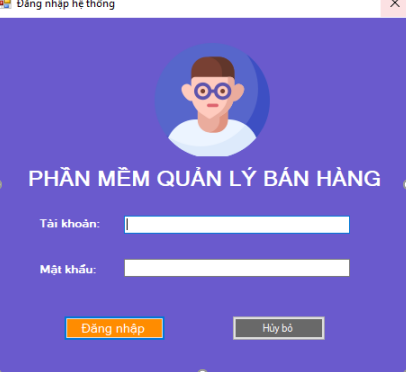 Đăng nhập hệ thống
PHẦN MỀM QUẢN LÝ BÁN HÀNG
Tài khoản:
Mật khẩu:
Đăng nhập
Hủy bỏ